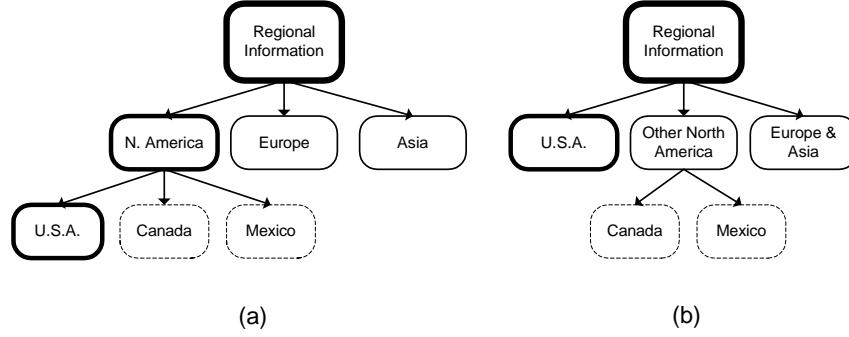 Regional
Information
N. America
Europe
Asia
U.S.A.
Canada
Mexico
(a)
Regional
Information
U.S.A.
Other North
America
Europe &
Asia
Canada
Mexico
(b)